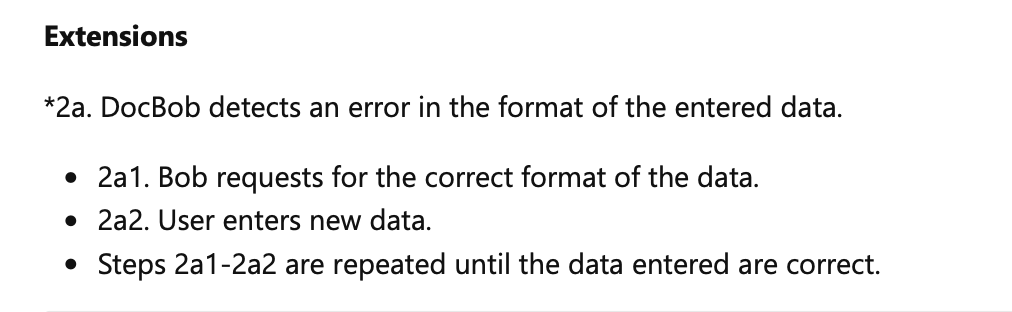 Extensions
*2a. DocBob detects an error in the format of the entered data.
• 2a1. Bob requests for the correct format of the data.
• 2a2. User enters new data.
• Steps 2a1-2a2 are repeated until the data entered are correct.